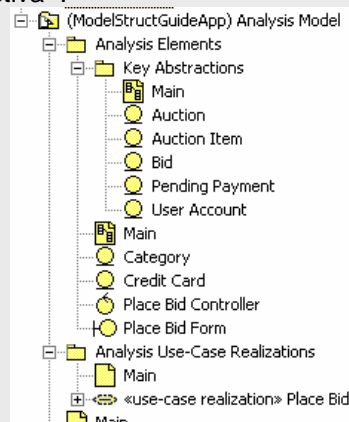 (ModelStructGuideApp) Analysis Model
Analysis Elements
Key Abstractions
Main
Auction
Auction Item
Bid
Pending Payment
User Account
Main
Category
Credit Card
Place Bid Controller
Place Bid Form
Analysis Use-Case Realizations
Main
«use-case realization» Place Bid
Main